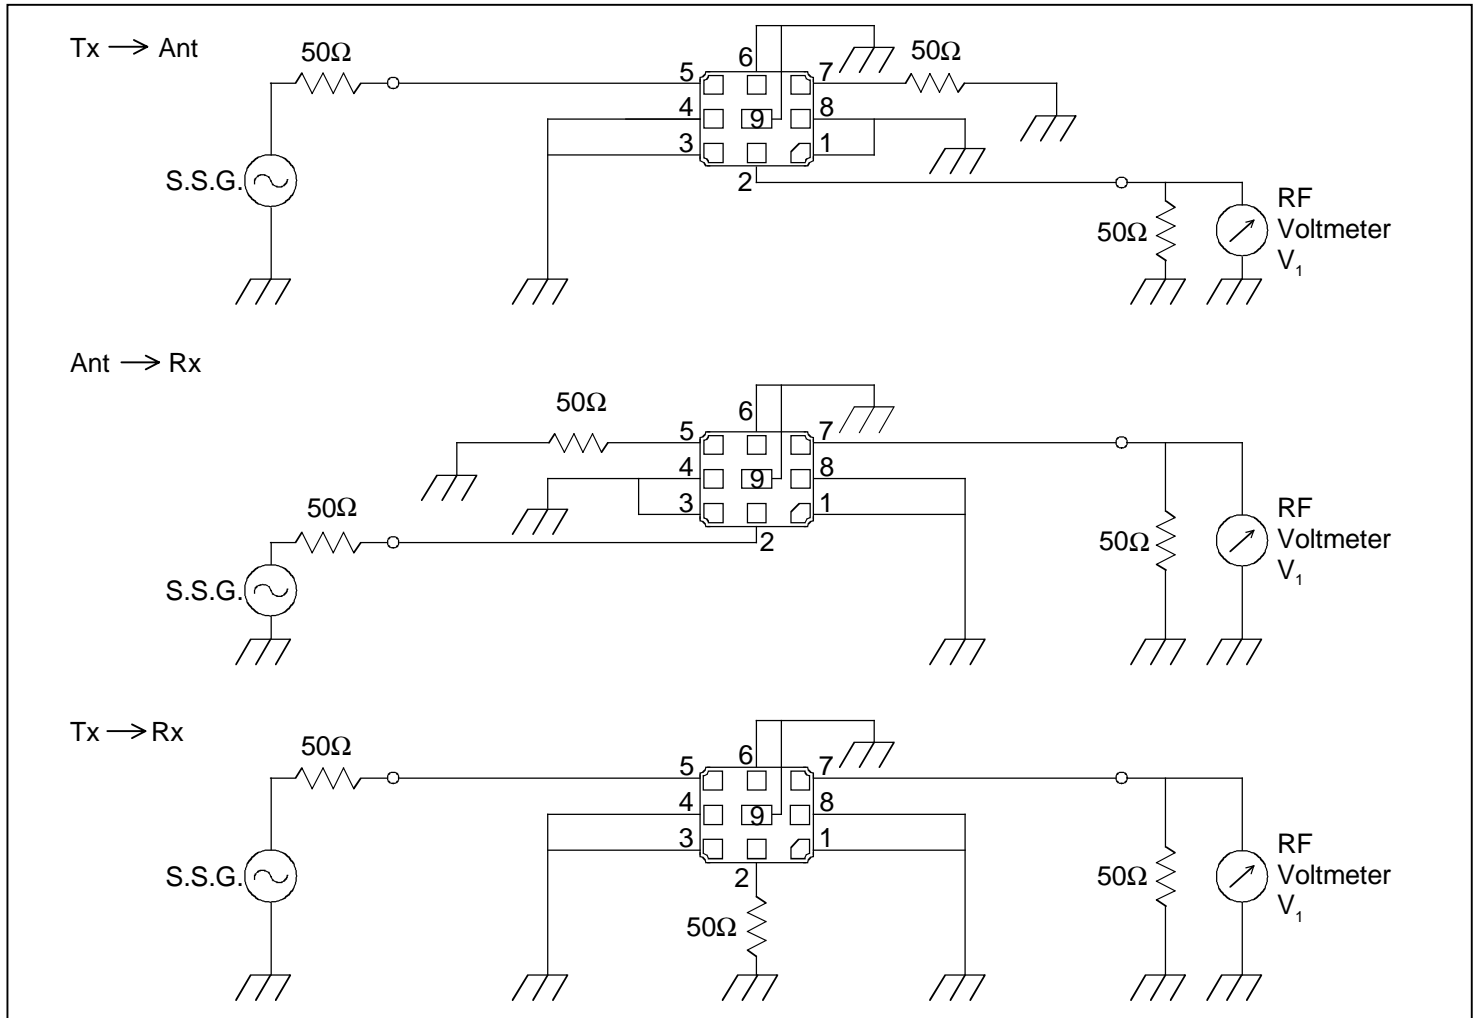 Tx → Ant
50Ω
S.S.G.
5
4
3
6
9
2
7
8
1
50Ω
50Ω
RF
Voltmeter
V₁
Ant → Rx
50Ω
50Ω
S.S.G.
5
4
3
6
9
2
7
8
1
50Ω
RF
Voltmeter
V₁
Tx → Rx
50Ω
S.S.G.
5
4
3
6
9
2
7
8
1
50Ω
50Ω
RF
Voltmeter
V₁